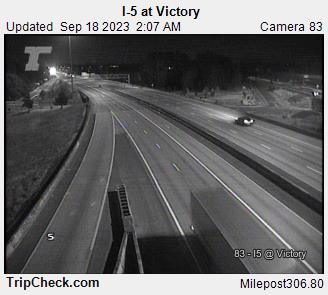 I-5 at Victory
Updated Sep 18 2023 2:07 AM
Camera 83
T
S
83 - I5 @ Victory
TripCheck.com
Milepost306.80